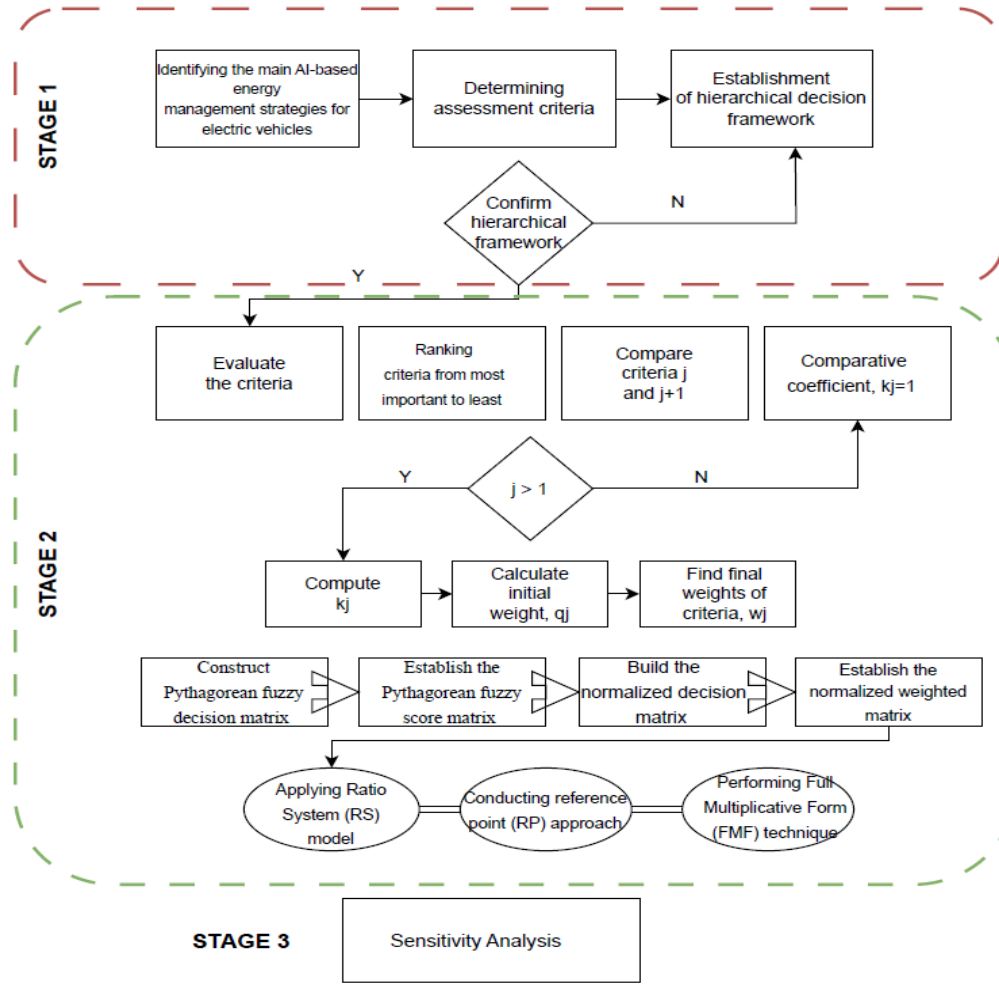 STAGE 1
Identifying the main AI-based
energy
management strategies for
electric vehicles
Determining
assessment criteria
Establishment
of hierarchical decision
framework
Confirm
hierarchical
framework
N
Y
STAGE 2
Evaluate
the criteria
Ranking
criteria from most
important to least
Compare
criteria j
and j+1
Comparative
coefficient, kj=1
Y
j > 1
N
Compute
kj
Calculate
initial
weight, qj
Find final
weights of
criteria, wj
Construct
Pythagorean fuzzy
decision matrix
Establish the
Pythagorean fuzzy
score matrix
Build the
normalized decision
matrix
Establish the
normalized weighted
matrix
Applying Ratio
System (RS)
model
Conducting reference
point (RP) approach
Performing Full
Multiplicative Form
(FMF) technique
STAGE 3
Sensitivity Analysis